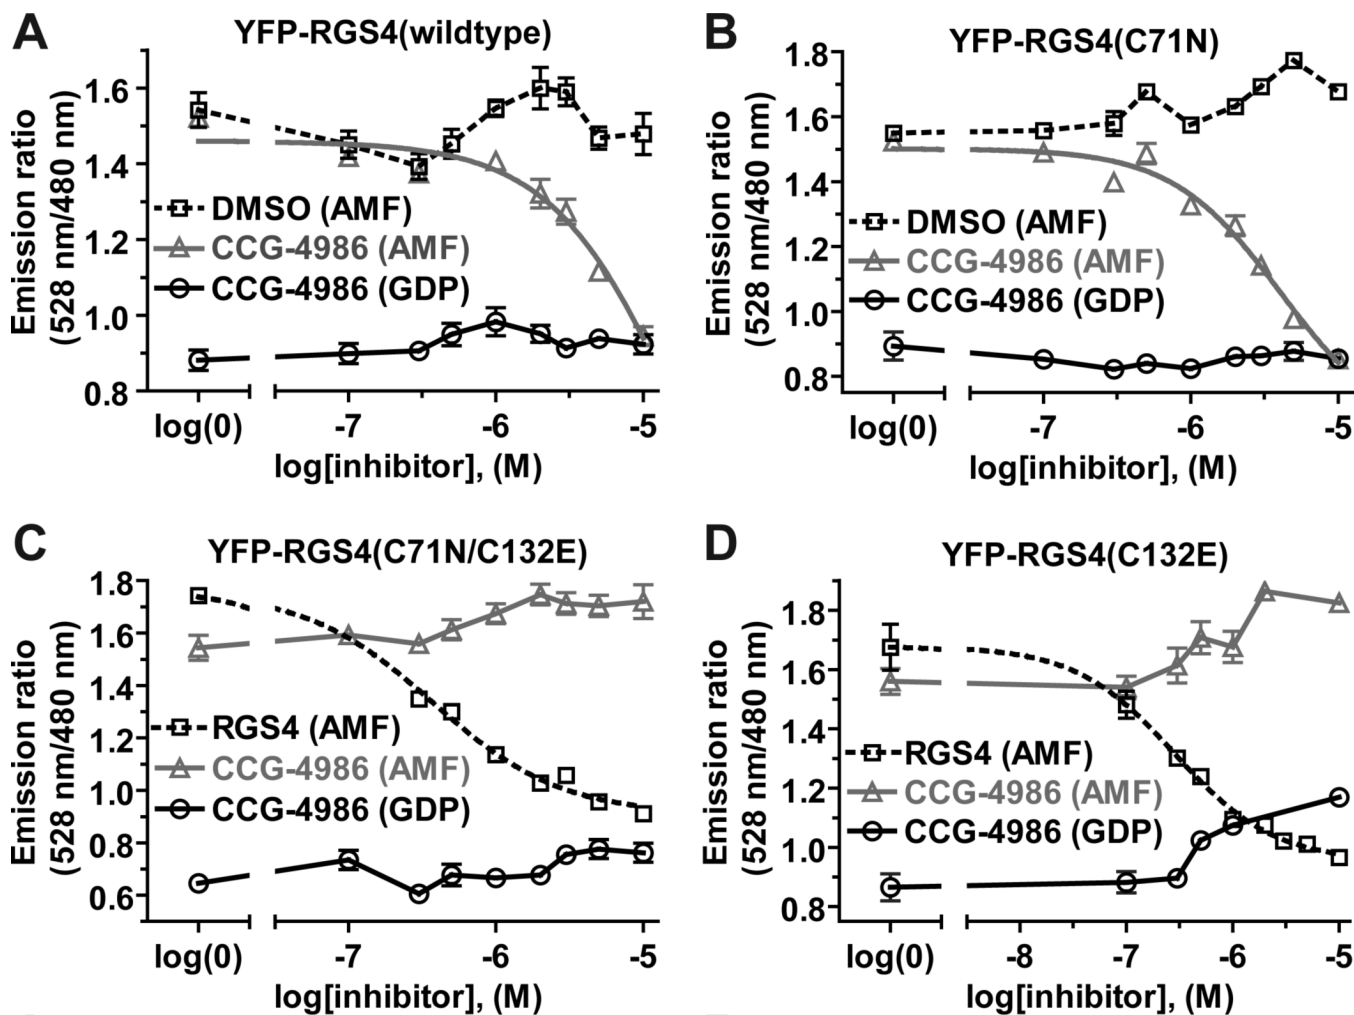 A
YFP-RGS4(wildtype)
Emission ratio
(528 nm/480 nm)
1.6
1.4
1.2
1.0
0.8
DMSO (AMF)
CCG-4986 (AMF)
CCG-4986 (GDP)
log(0)
-7
-6
-5
log[inhibitor], (M)
B
YFP-RGS4(C71N)
Emission ratio
(528 nm/480 nm)
1.8
1.6
1.4
1.2
1.0
0.8
DMSO (AMF)
CCG-4986 (AMF)
CCG-4986 (GDP)
log(0)
-7
-6
-5
log[inhibitor], (M)
C
YFP-RGS4(C71N/C132E)
Emission ratio
(528 nm/480 nm)
1.8
1.6
1.4
1.2
1.0
0.8
0.6
RGS4 (AMF)
CCG-4986 (AMF)
CCG-4986 (GDP)
log(0)
-7
-6
-5
log[inhibitor], (M)
D
YFP-RGS4(C132E)
Emission ratio
(528 nm/480 nm)
1.8
1.6
1.4
1.2
1.0
0.8
RGS4 (AMF)
CCG-4986 (AMF)
CCG-4986 (GDP)
log(0)
-8
-7
-6
-5
log[inhibitor], (M)